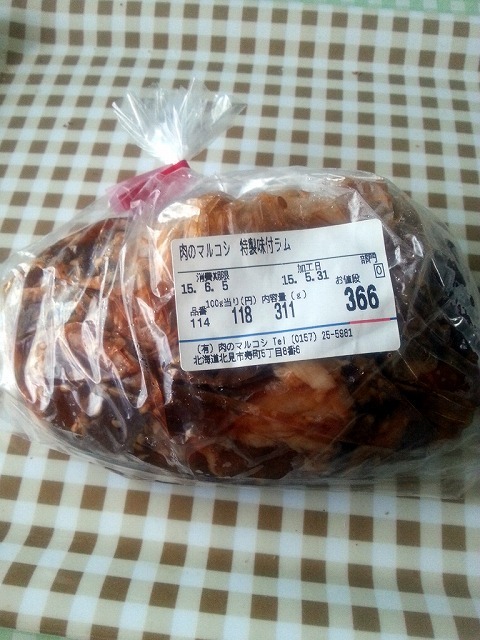 肉のマルコシ 特製味付ラム
消費期限 加工日 部門
15.6.5 15.5.31 0
100g当り(円) 内容量(g) お値段
品番 118 311 366
114
(有)肉のマルコシ Tel (0157) 25-5981
北海道北見市寿町5丁目8番6